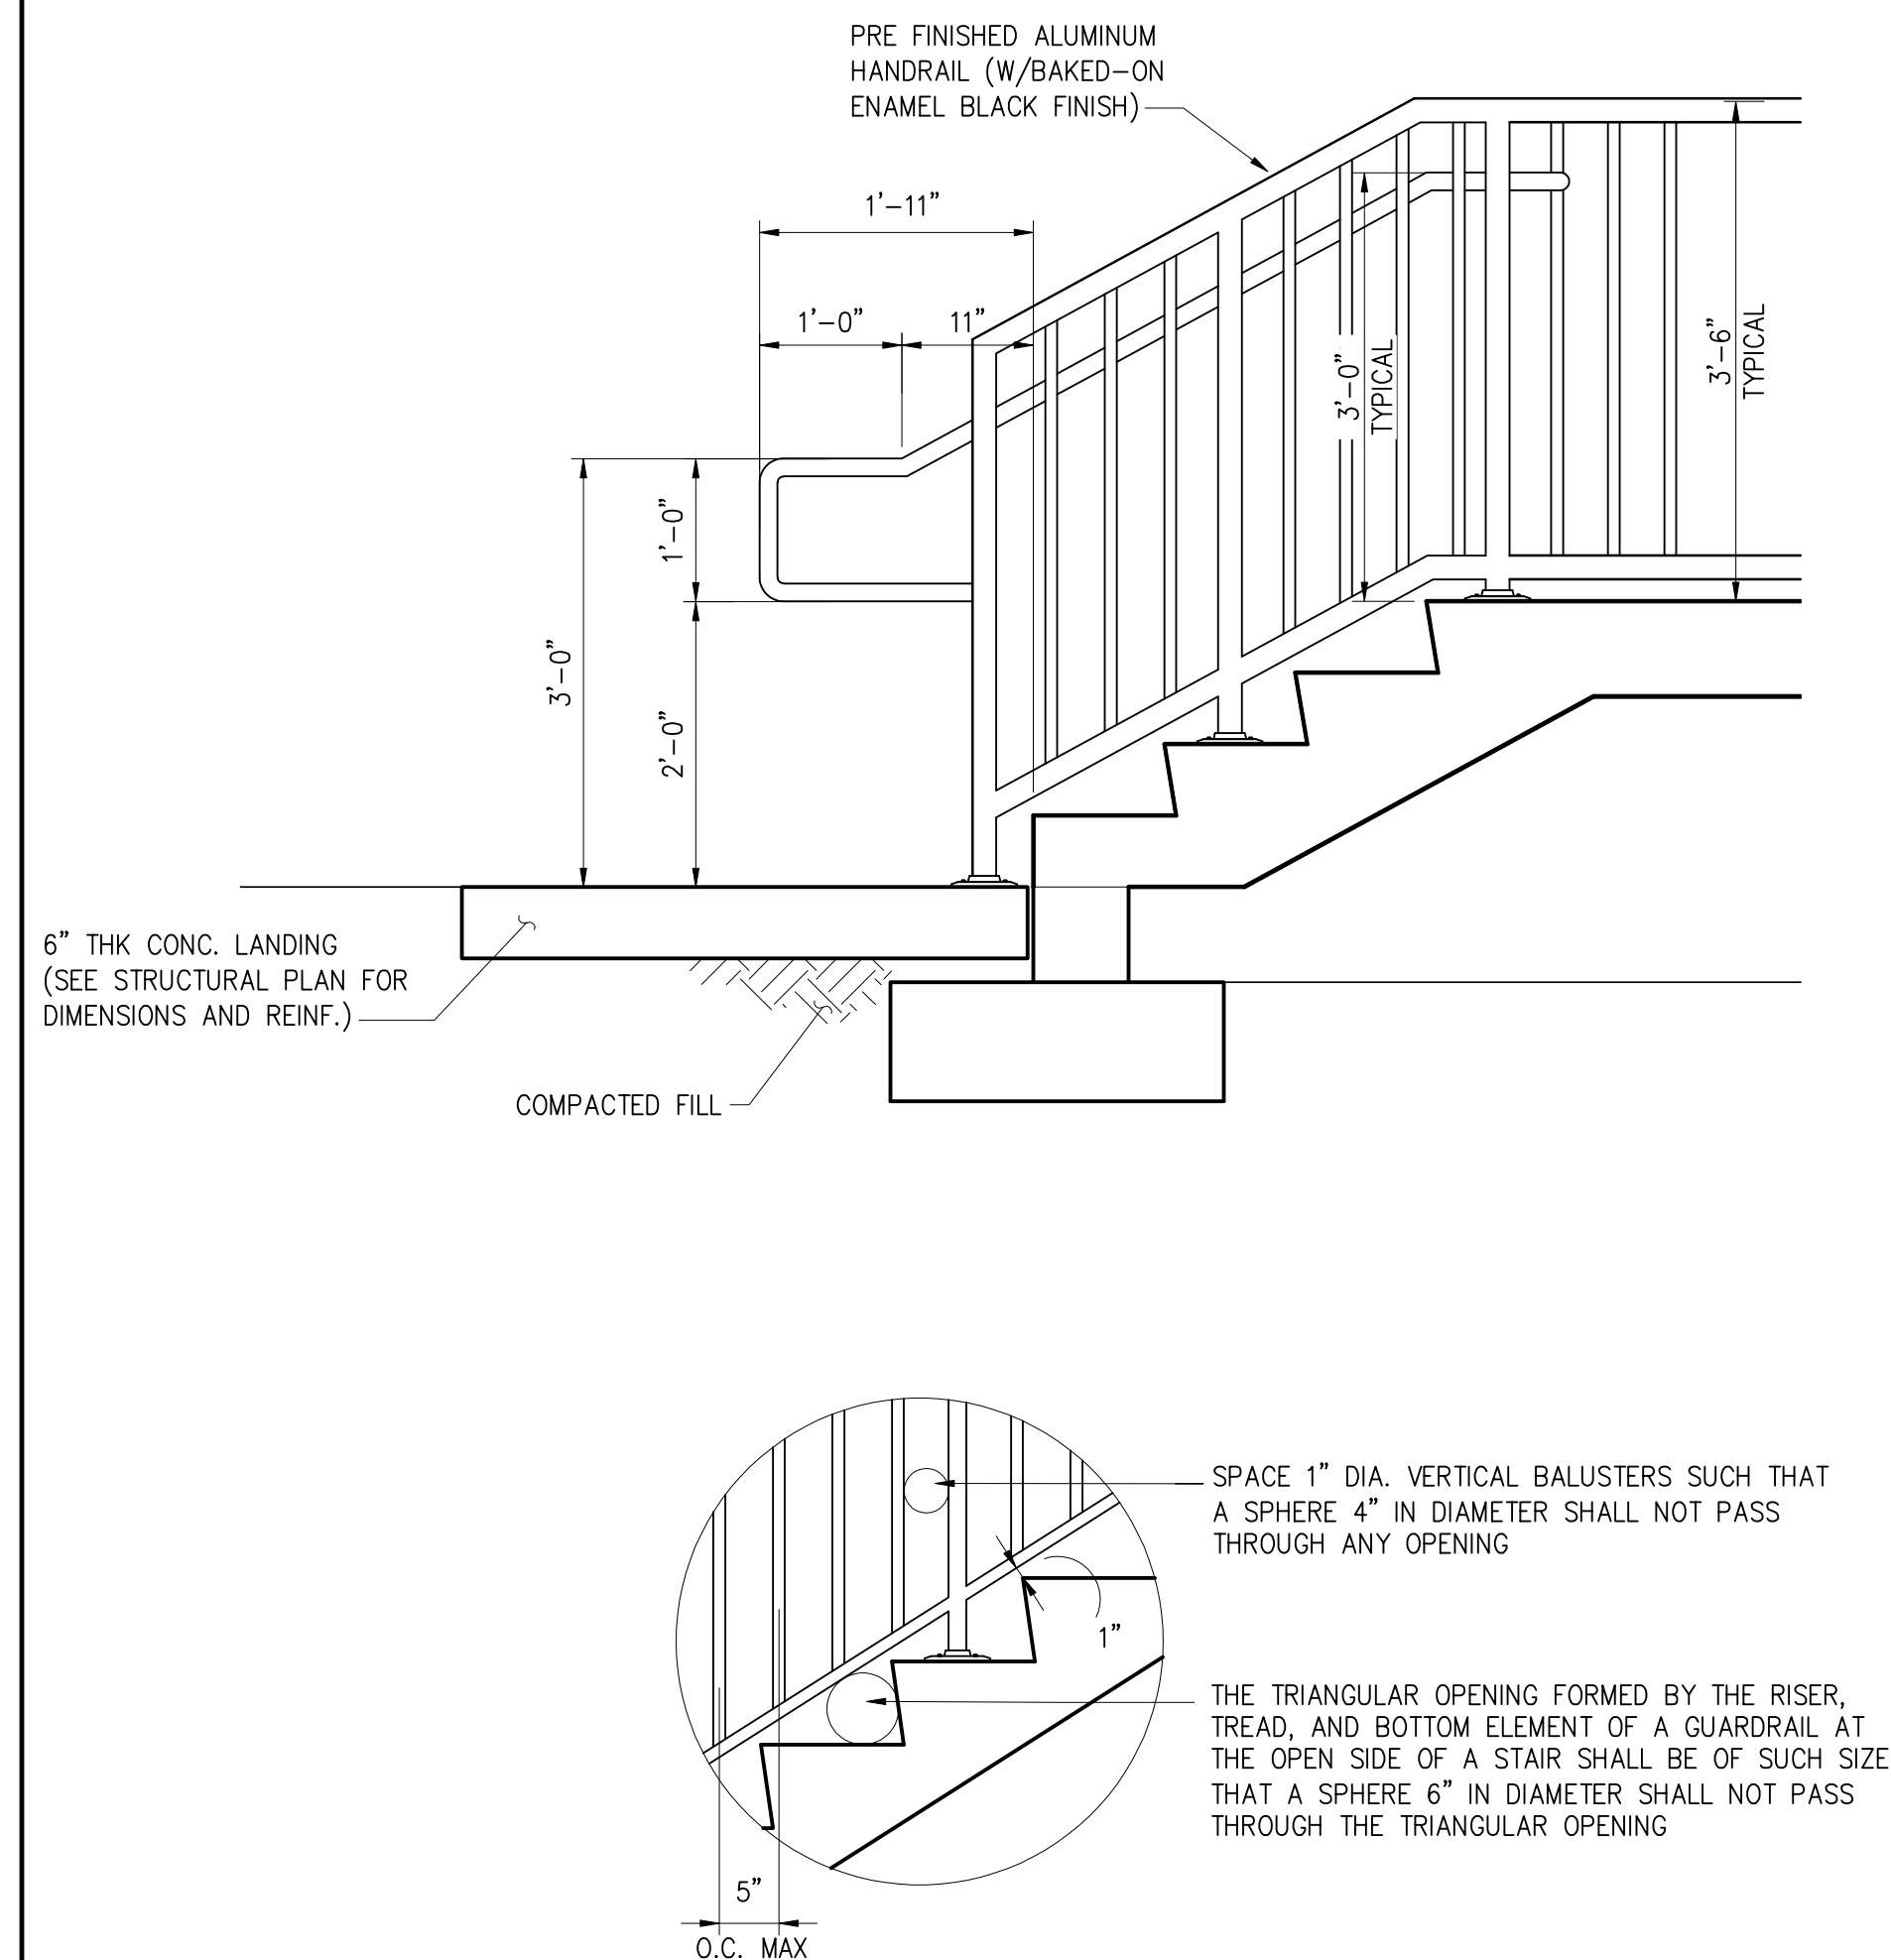 PRE FINISHED ALUMINUM
HANDRAIL (W/BAKED-ON
ENAMEL BLACK FINISH)
1'-11"
1'-0"
11"
3'-0"
TYPICAL
3'-6"
TYPICAL
1'-0"
3'-0"
2'-0"
6" THK CONC. LANDING
(SEE STRUCTURAL PLAN FOR
DIMENSIONS AND REINF.)
COMPACTED FILL
SPACE 1" DIA. VERTICAL BALUSTERS SUCH THAT
A SPHERE 4" IN DIAMETER SHALL NOT PASS
THROUGH ANY OPENING
1"
THE TRIANGULAR OPENING FORMED BY THE RISER,
TREAD, AND BOTTOM ELEMENT OF A GUARDRAIL AT
THE OPEN SIDE OF A STAIR SHALL BE OF SUCH SIZE
THAT A SPHERE 6" IN DIAMETER SHALL NOT PASS
THROUGH THE TRIANGULAR OPENING
5"
O.C. MAX